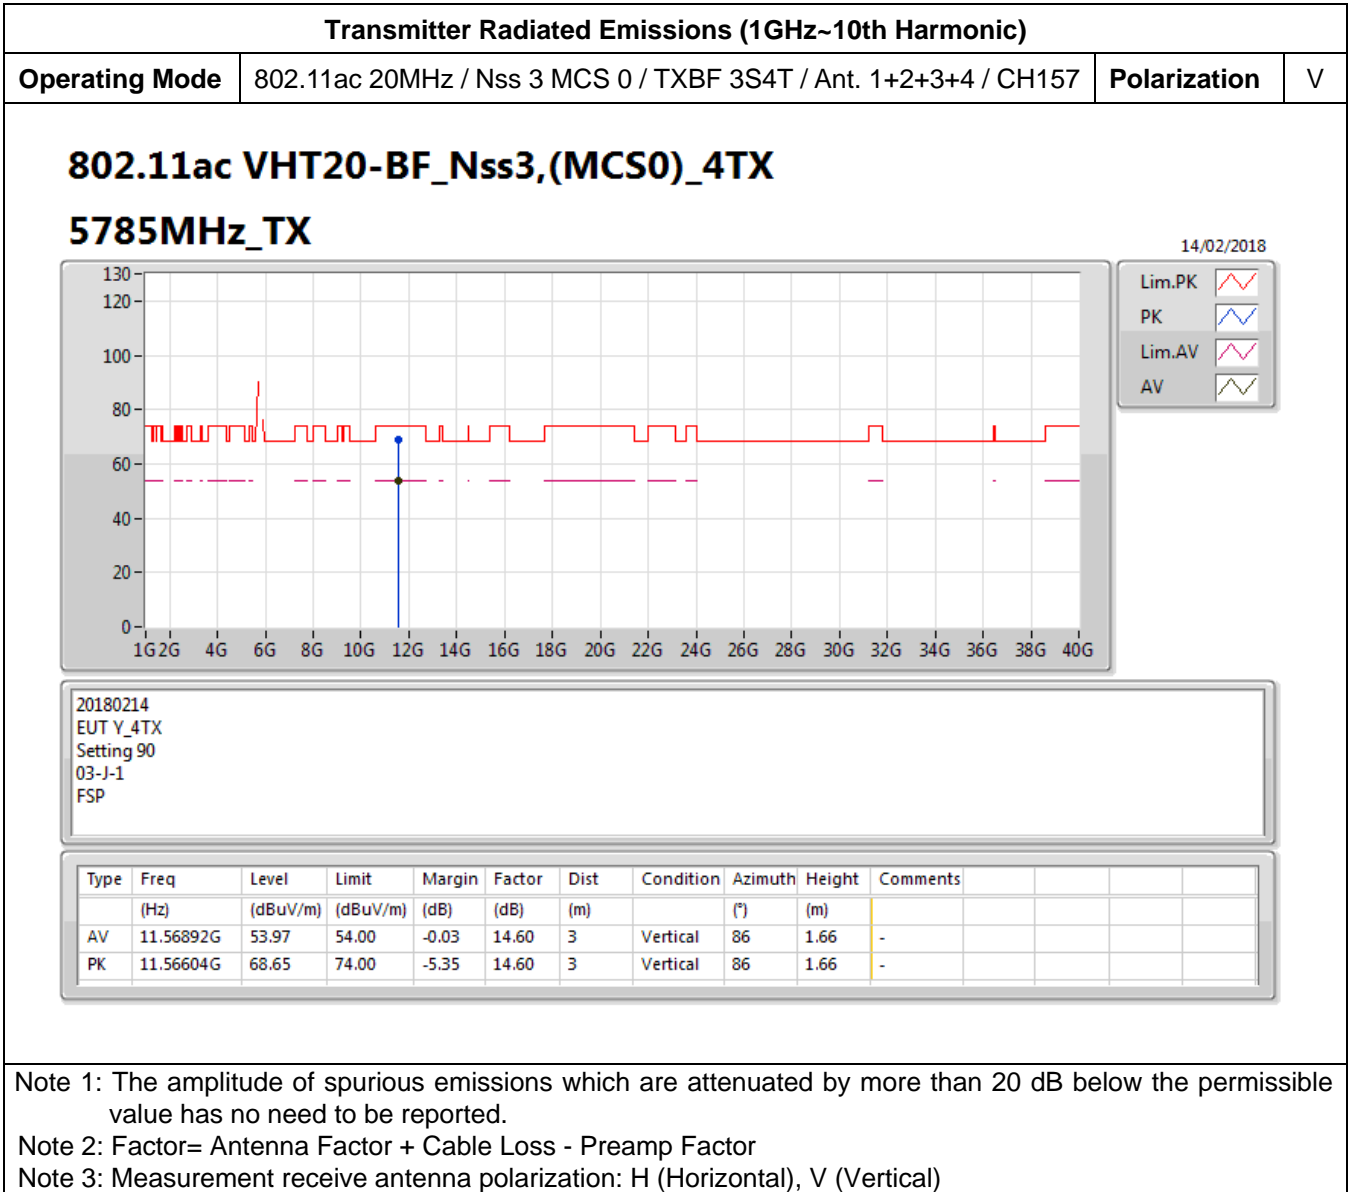 Transmitter Radiated Emissions (1GHz~10th Harmonic)
Operating Mode 802.11ac 20MHz / Nss 3 MCS 0 / TXBF 3S4T / Ant. 1+2+3+4 / CH157 Polarization V
802.11ac VHT20-BF_Nss3,(MCS0)_4TX
5785MHz_TX
14/02/2018
130
120
100
80
60
40
20
0
1G 2G 4G 6G 8G 10G 12G 14G 16G 18G 20G 22G 24G 26G 28G 30G 32G 34G 36G 38G 40G
Lim.PK
PK
Lim.AV
AV
20180214
EUT Y_4TX
Setting 90
03-J-1
FSP
Type Freq Level Limit Margin Factor Dist Condition Azimuth Height Comments
(Hz) (dBuV/m) (dBuV/m) (dB) (dB) (m) (°) (m)
AV 11.56892G 53.97 54.00 -0.03 14.60 3 Vertical 86 1.66 -
PK 11.56604G 68.65 74.00 -5.35 14.60 3 Vertical 86 1.66 -
Note 1: The amplitude of spurious emissions which are attenuated by more than 20 dB below the permissible
value has no need to be reported.
Note 2: Factor= Antenna Factor + Cable Loss - Preamp Factor
Note 3: Measurement receive antenna polarization: H (Horizontal), V (Vertical)